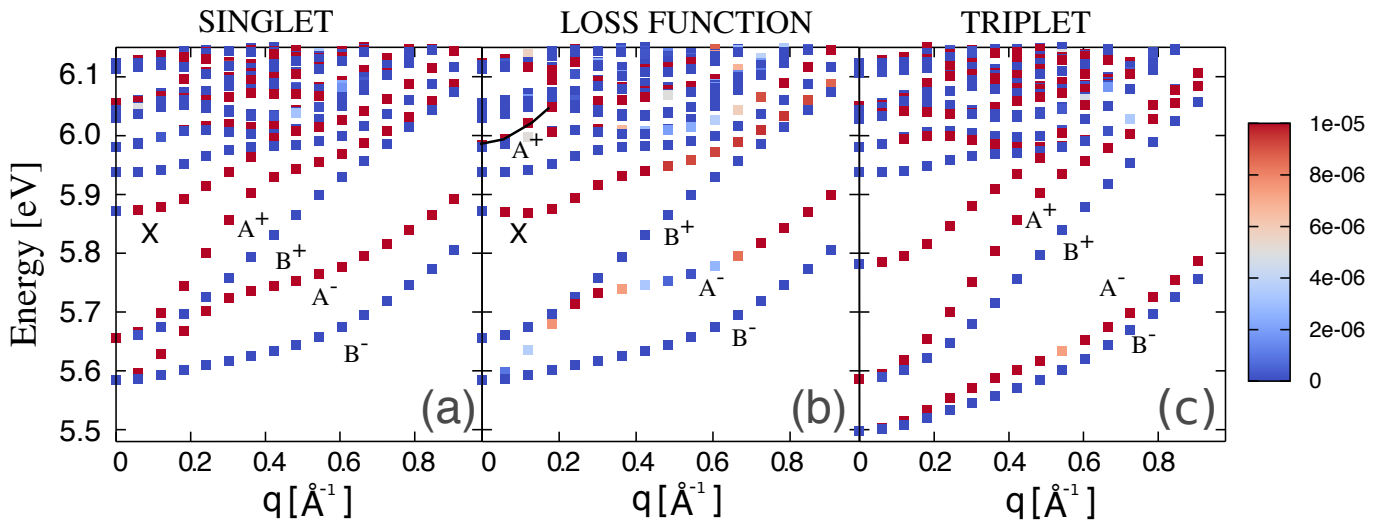 SINGLET LOSS FUNCTION TRIPLET
Energy [eV]
6.1
6.0
5.9
5.8
5.7
5.6
5.5
X
A+
B+
A-
B-
(a)
0 0.2 0.4 0.6 0.8
q [Å-1]
A+
X
B+
A-
B-
(b)
0 0.2 0.4 0.6 0.8
q [Å-1]
A+
B+
A-
B-
(c)
0 0.2 0.4 0.6 0.8
q [Å-1]
1e-05
8e-06
6e-06
4e-06
2e-06
0